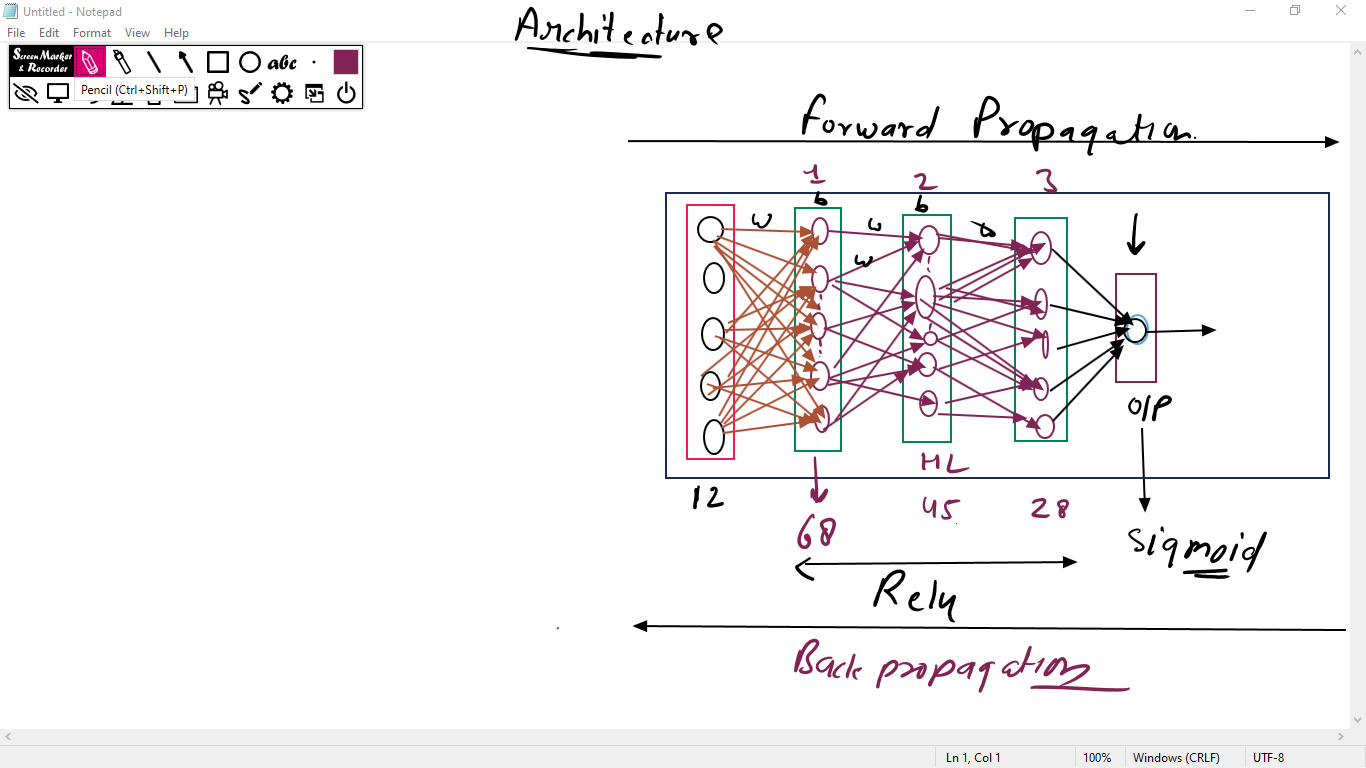 Untitled - Notepad
File Edit Format View Help
Screen Marker & Recorder
abc
Pencil (Ctrl+Shift+P)
Architeature
Forward Propagation
1 2 3
b b
w w b
w
O/P
HL
12 68 45 28
Sigmoid
Relu
Back propagation
Ln 1, Col 1 100% Windows (CRLF) UTF-8